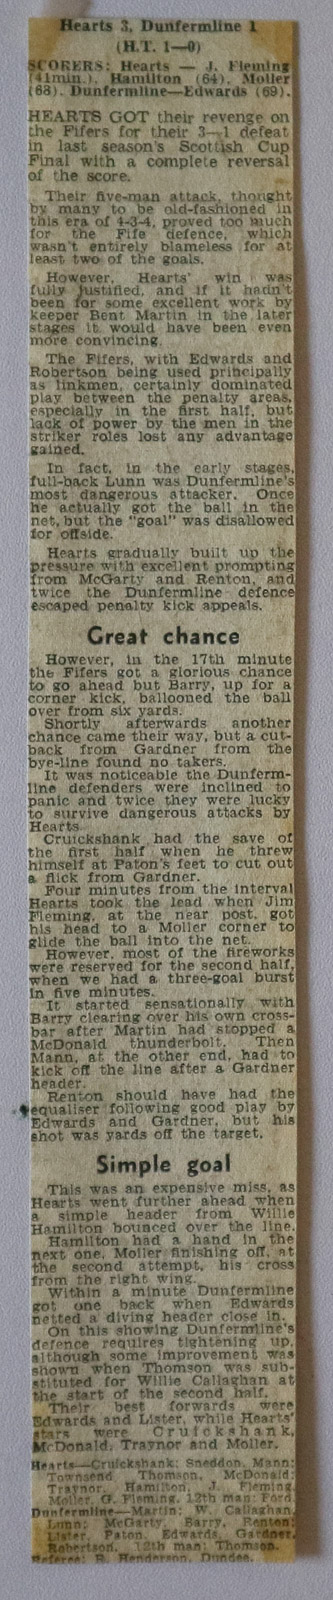 Hearts 3, Dunfermline 1
(H.T. 1—0)
SCORERS: Hearts — J. Fleming
(41min.), Hamilton (64), Moller
(68). Dunfermline—Edwards (69).
HEARTS GOT their revenge on
the Fifers for their 3—1 defeat
in last season's Scottish Cup
Final with a complete reversal
of the score.
Their five-man attack, thought
by many to be old-fashioned in
this era of 4-3-4, proved too much
for the Fife defence, which
wasn't entirely blameless for at
least two of the goals.
However, Hearts' win was
fully justified, and if it hadn't
been for some excellent work by
keeper Bent Martin in the later
stages it would have been even
more convincing.
The Fifers, with Edwards and
Robertson being used principally
as linkmen, certainly dominated
play between the penalty areas,
especially in the first half, but
lack of power by the men in the
striker roles lost any advantage
gained.
In fact, in the early stages,
full-back Lunn was Dunfermline's
most dangerous attacker. Once
he actually got the ball in the
net, but the "goal" was disallowed
for offside.
Hearts gradually built up the
pressure with excellent prompting
from McGarty and Renton, and
twice the Dunfermline defence
escaped penalty kick appeals.
Great chance
However, in the 17th minute
the Fifers got a glorious chance
to go ahead but Barry, up for a
corner kick, ballooned the ball
over from six yards.
Shortly afterwards another
chance came their way, but a cut-
back from Gardner from the
bye-line found no takers.
It was noticeable the Dunferm-
line defenders were inclined to
panic and twice they were lucky
to survive dangerous attacks by
Hearts
Cruickshank had the save of
the first half when he threw
himself at Paton's feet to cut out
a flick from Gardner.
Four minutes from the interval
Hearts took the lead when Jim
Fleming, at the near post, got
his head to a Moller corner to
glide the ball into the net.
However, most of the fireworks
were reserved for the second half,
when we had a three-goal burst
in five minutes.
It started sensationally with
Barry clearing over his own cross-
bar after Martin had stopped a
McDonald thunderbolt. Then
Mann, at the other end, had to
kick off the line after a Gardner
header.
Renton should have had the
equaliser following good play by
Edwards and Gardner, but his
shot was yards off the target.
Simple goal
This was an expensive miss, as
Hearts went further ahead when
a simple header from Willie
Hamilton bounced over the line.
Hamilton had a hand in the
next one, Moller finishing off, at
the second attempt, his cross
from the right wing.
Within a minute Dunfermline
got one back when Edwards
netted a diving header close in.
On this showing Dunfermline's
defence requires tightening up,
although some improvement was
shown when Thomson was sub-
stituted for Willie Callaghan at
the start of the second half.
Their best forwards were
Edwards and Lister, while Hearts'
stars were Cruickshank,
McDonald, Traynor and Moller.
Hearts—Cruickshank; Sneddon, Mann;
Townsend, Thomson, McDonald;
Traynor, Hamilton, J. Fleming,
Moller, G. Fleming. 12th man: Ford.
Dunfermline—Martin; W. Callaghan,
Lunn; McGarty, Barry, Renton;
Lister, Paton, Edwards, Gardner,
Robertson. 12th man: Thomson.
Referee: R. Henderson, Dundee.